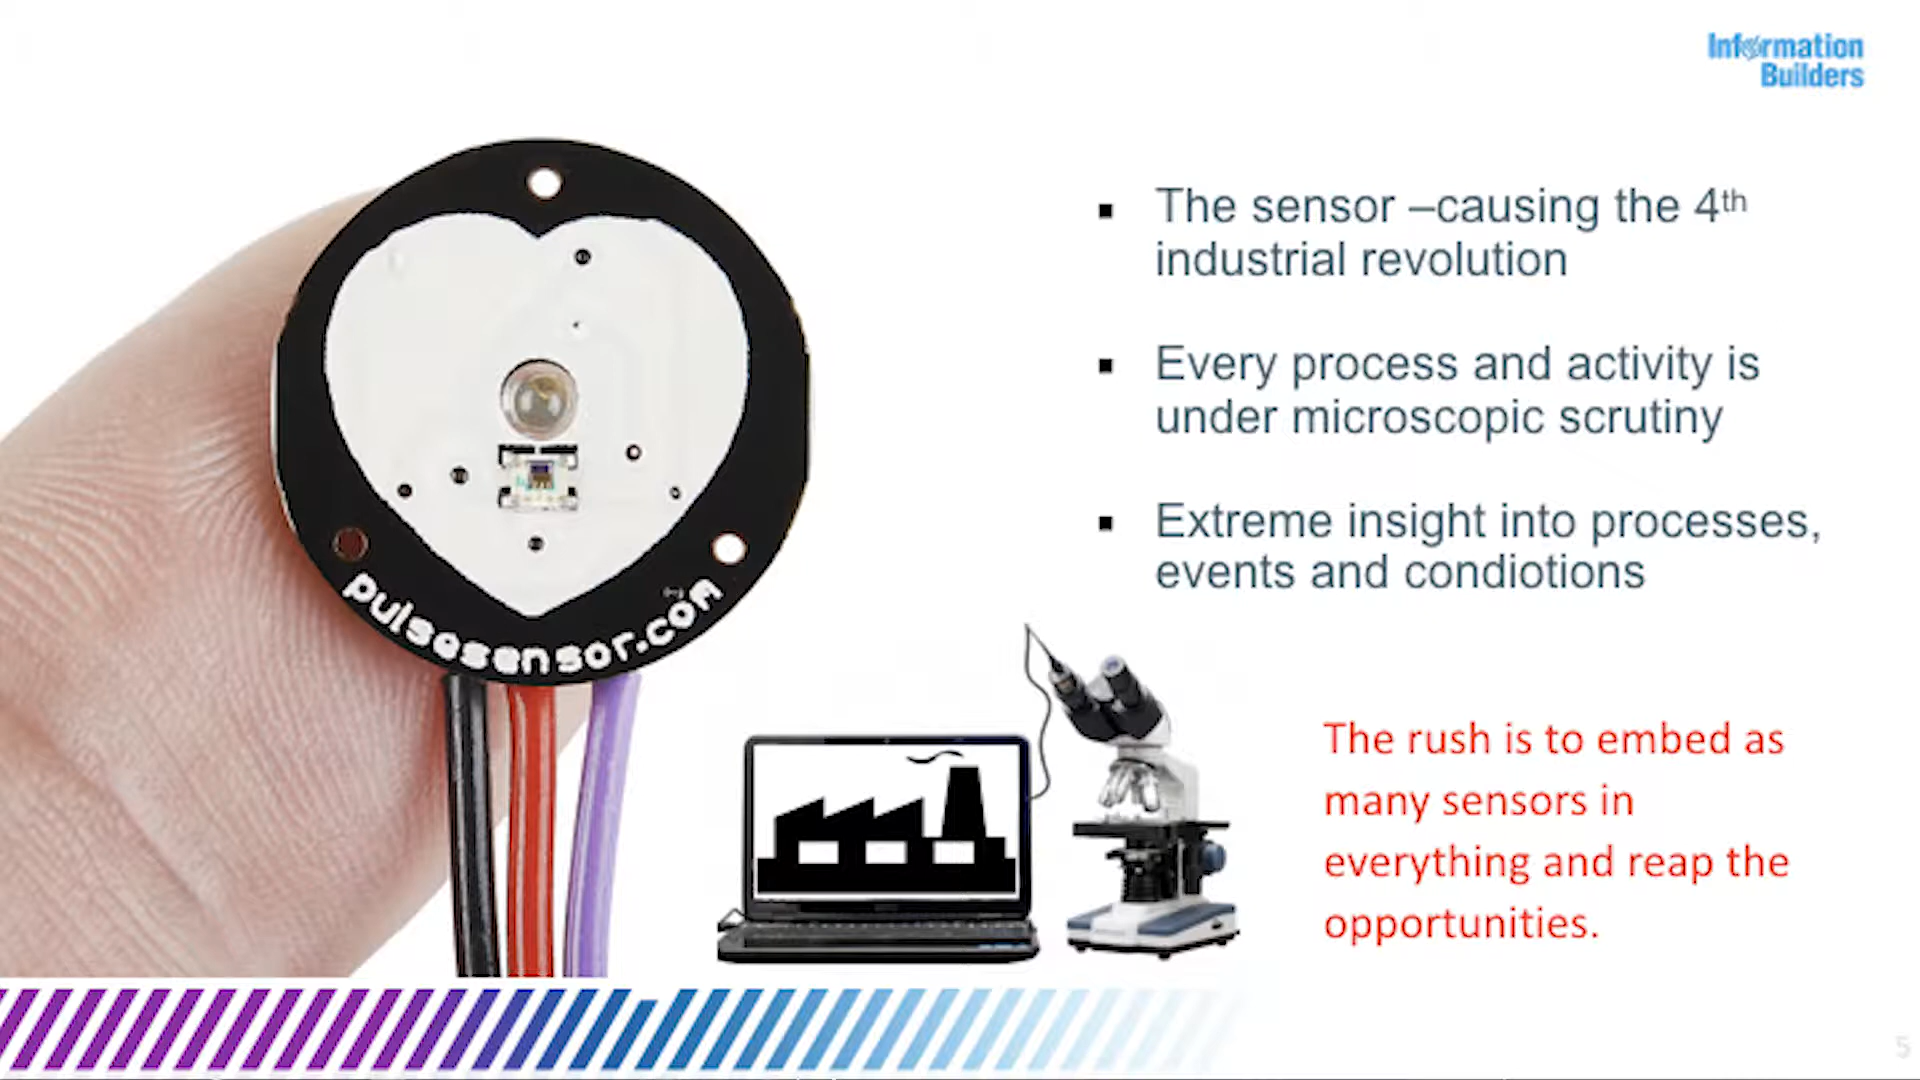 Information
Builders
▪ The sensor –causing the 4th
industrial revolution
▪ Every process and activity is
under microscopic scrutiny
▪ Extreme insight into processes,
events and condiotions
pulsesensor.com
The rush is to embed as
many sensors in
everything and reap the
opportunities.
5